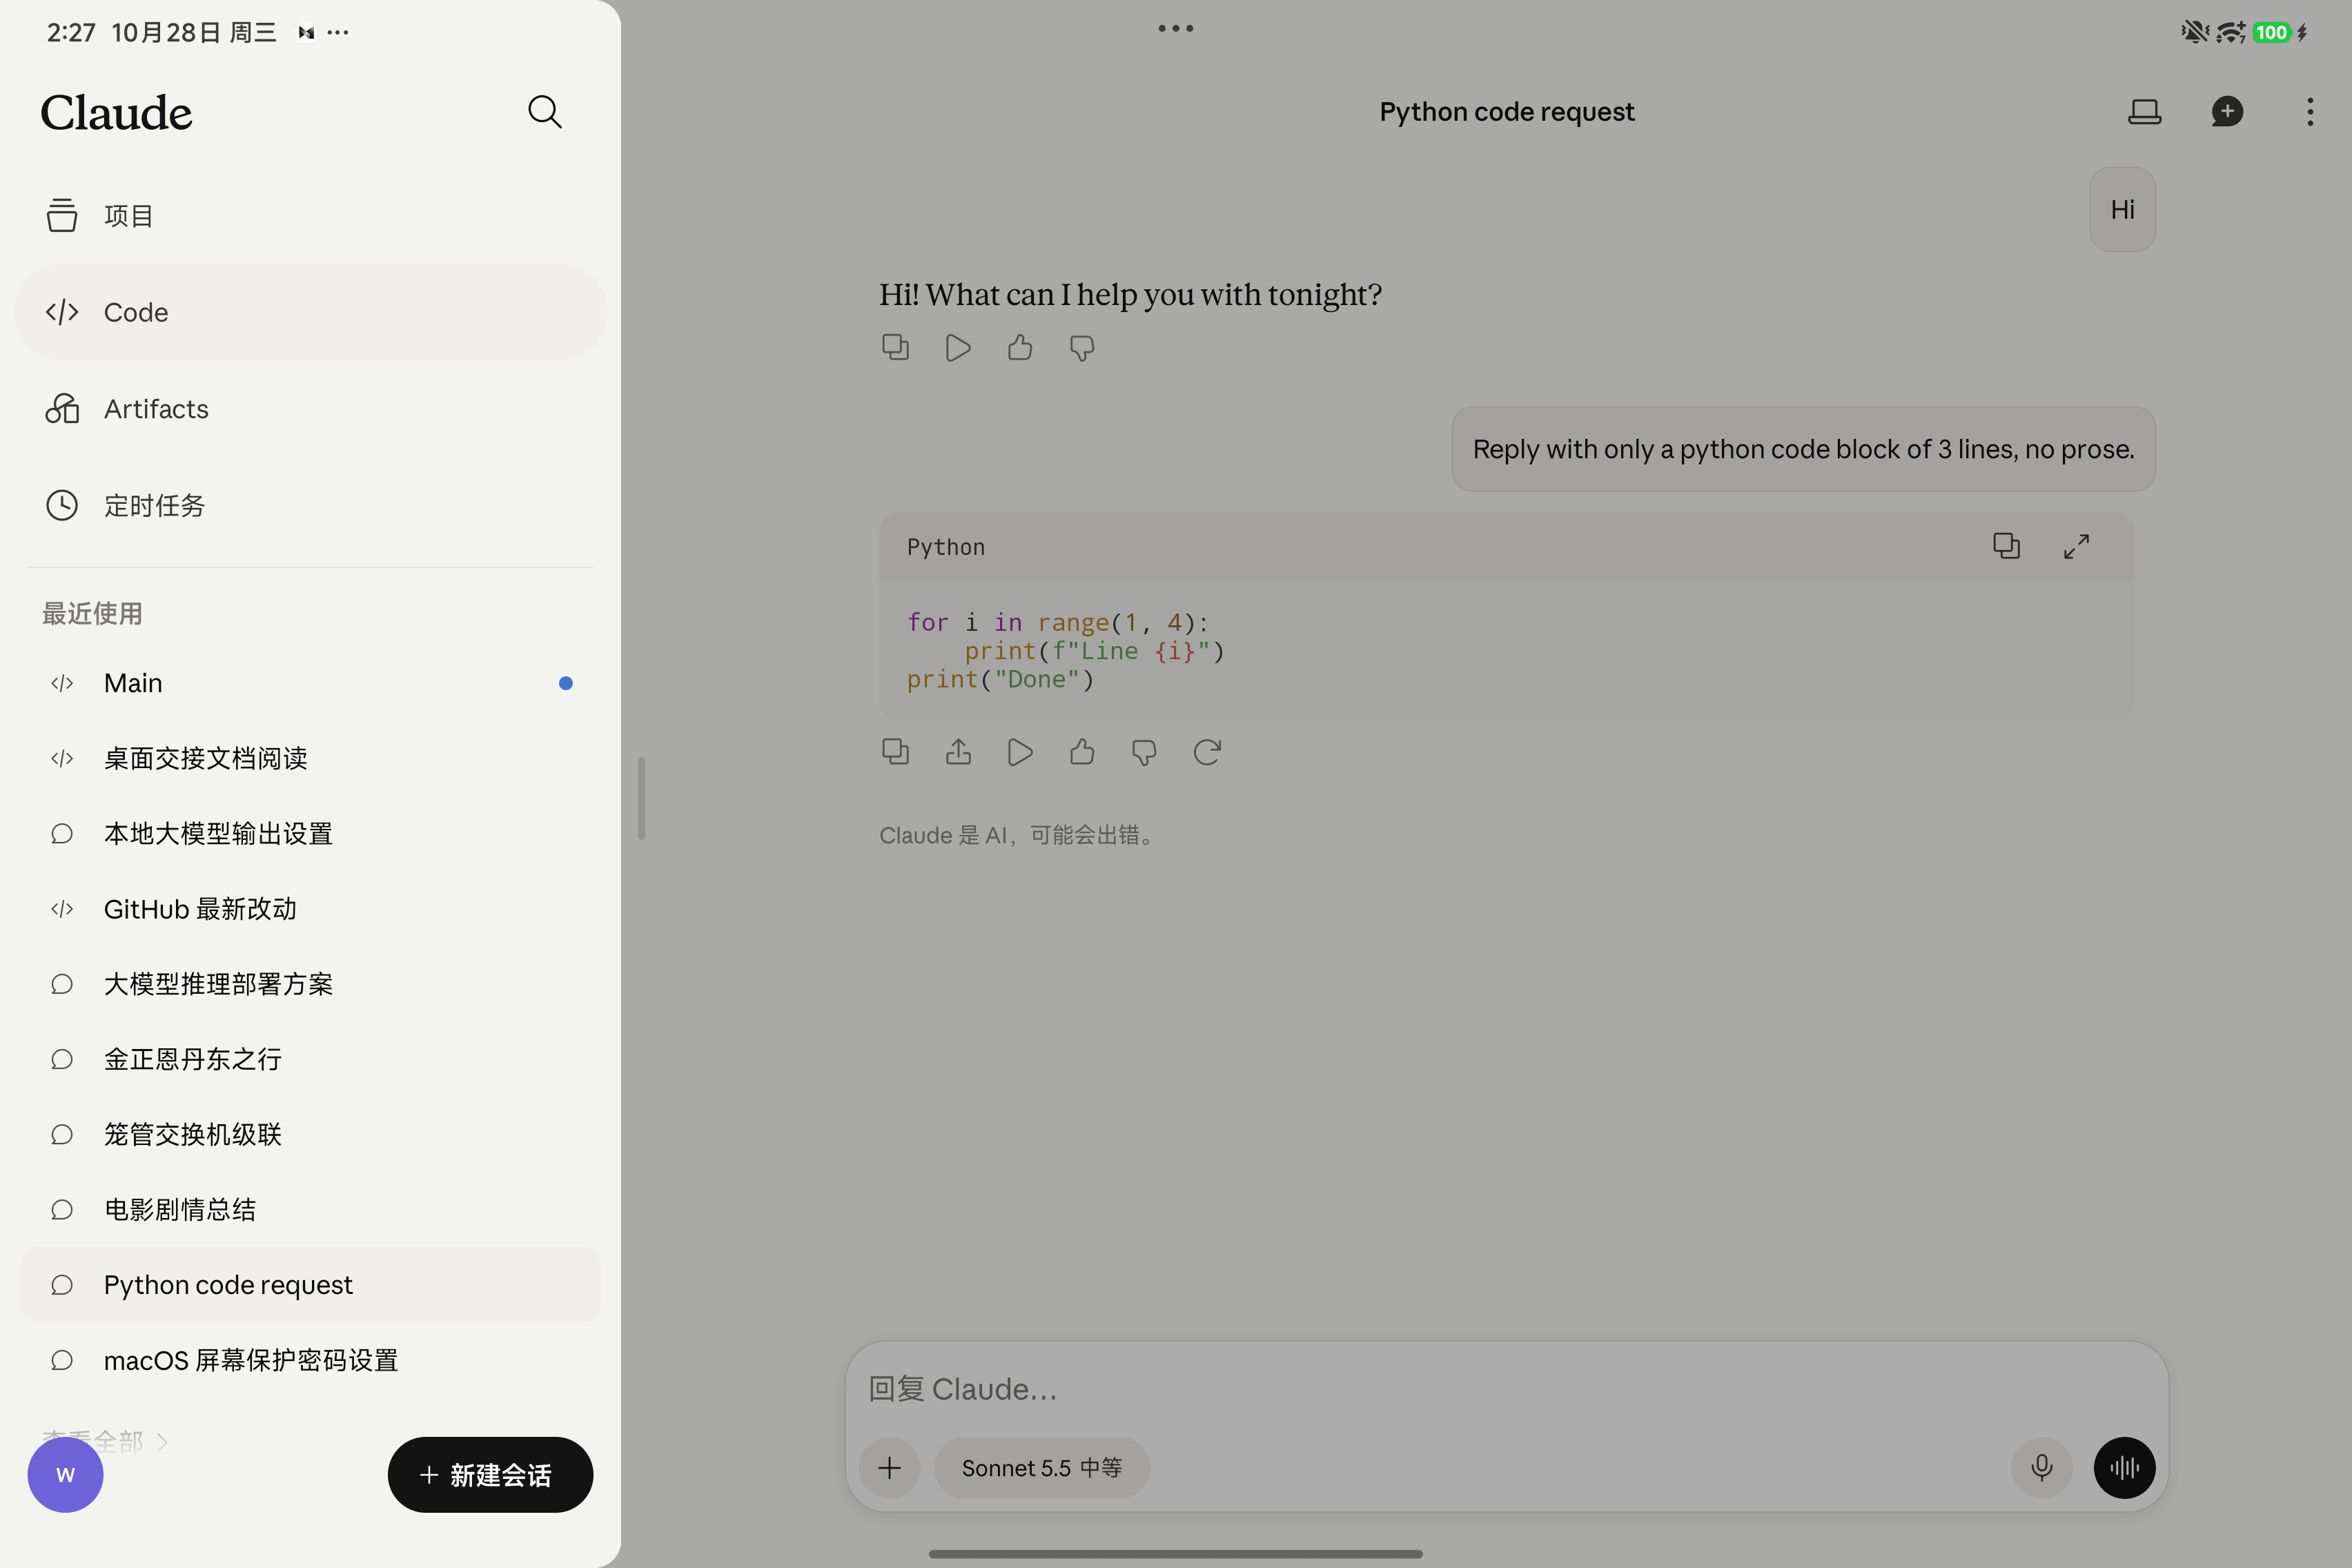 2:27 10月28日 周三
100
Claude
项目
Code
Artifacts
定时任务
最近使用
Main
桌面交接文档阅读
本地大模型输出设置
GitHub 最新改动
大模型推理部署方案
金正恩丹东之行
笼管交换机级联
电影剧情总结
Python code request
macOS 屏幕保护密码设置
查看全部
W
新建会话
Python code request
Hi
Hi! What can I help you with tonight?
Reply with only a python code block of 3 lines, no prose.
Python
for i in range(1, 4):
    print(f"Line {i}")
print("Done")
Claude 是 AI，可能会出错。
回复 Claude...
Sonnet 5.5 中等